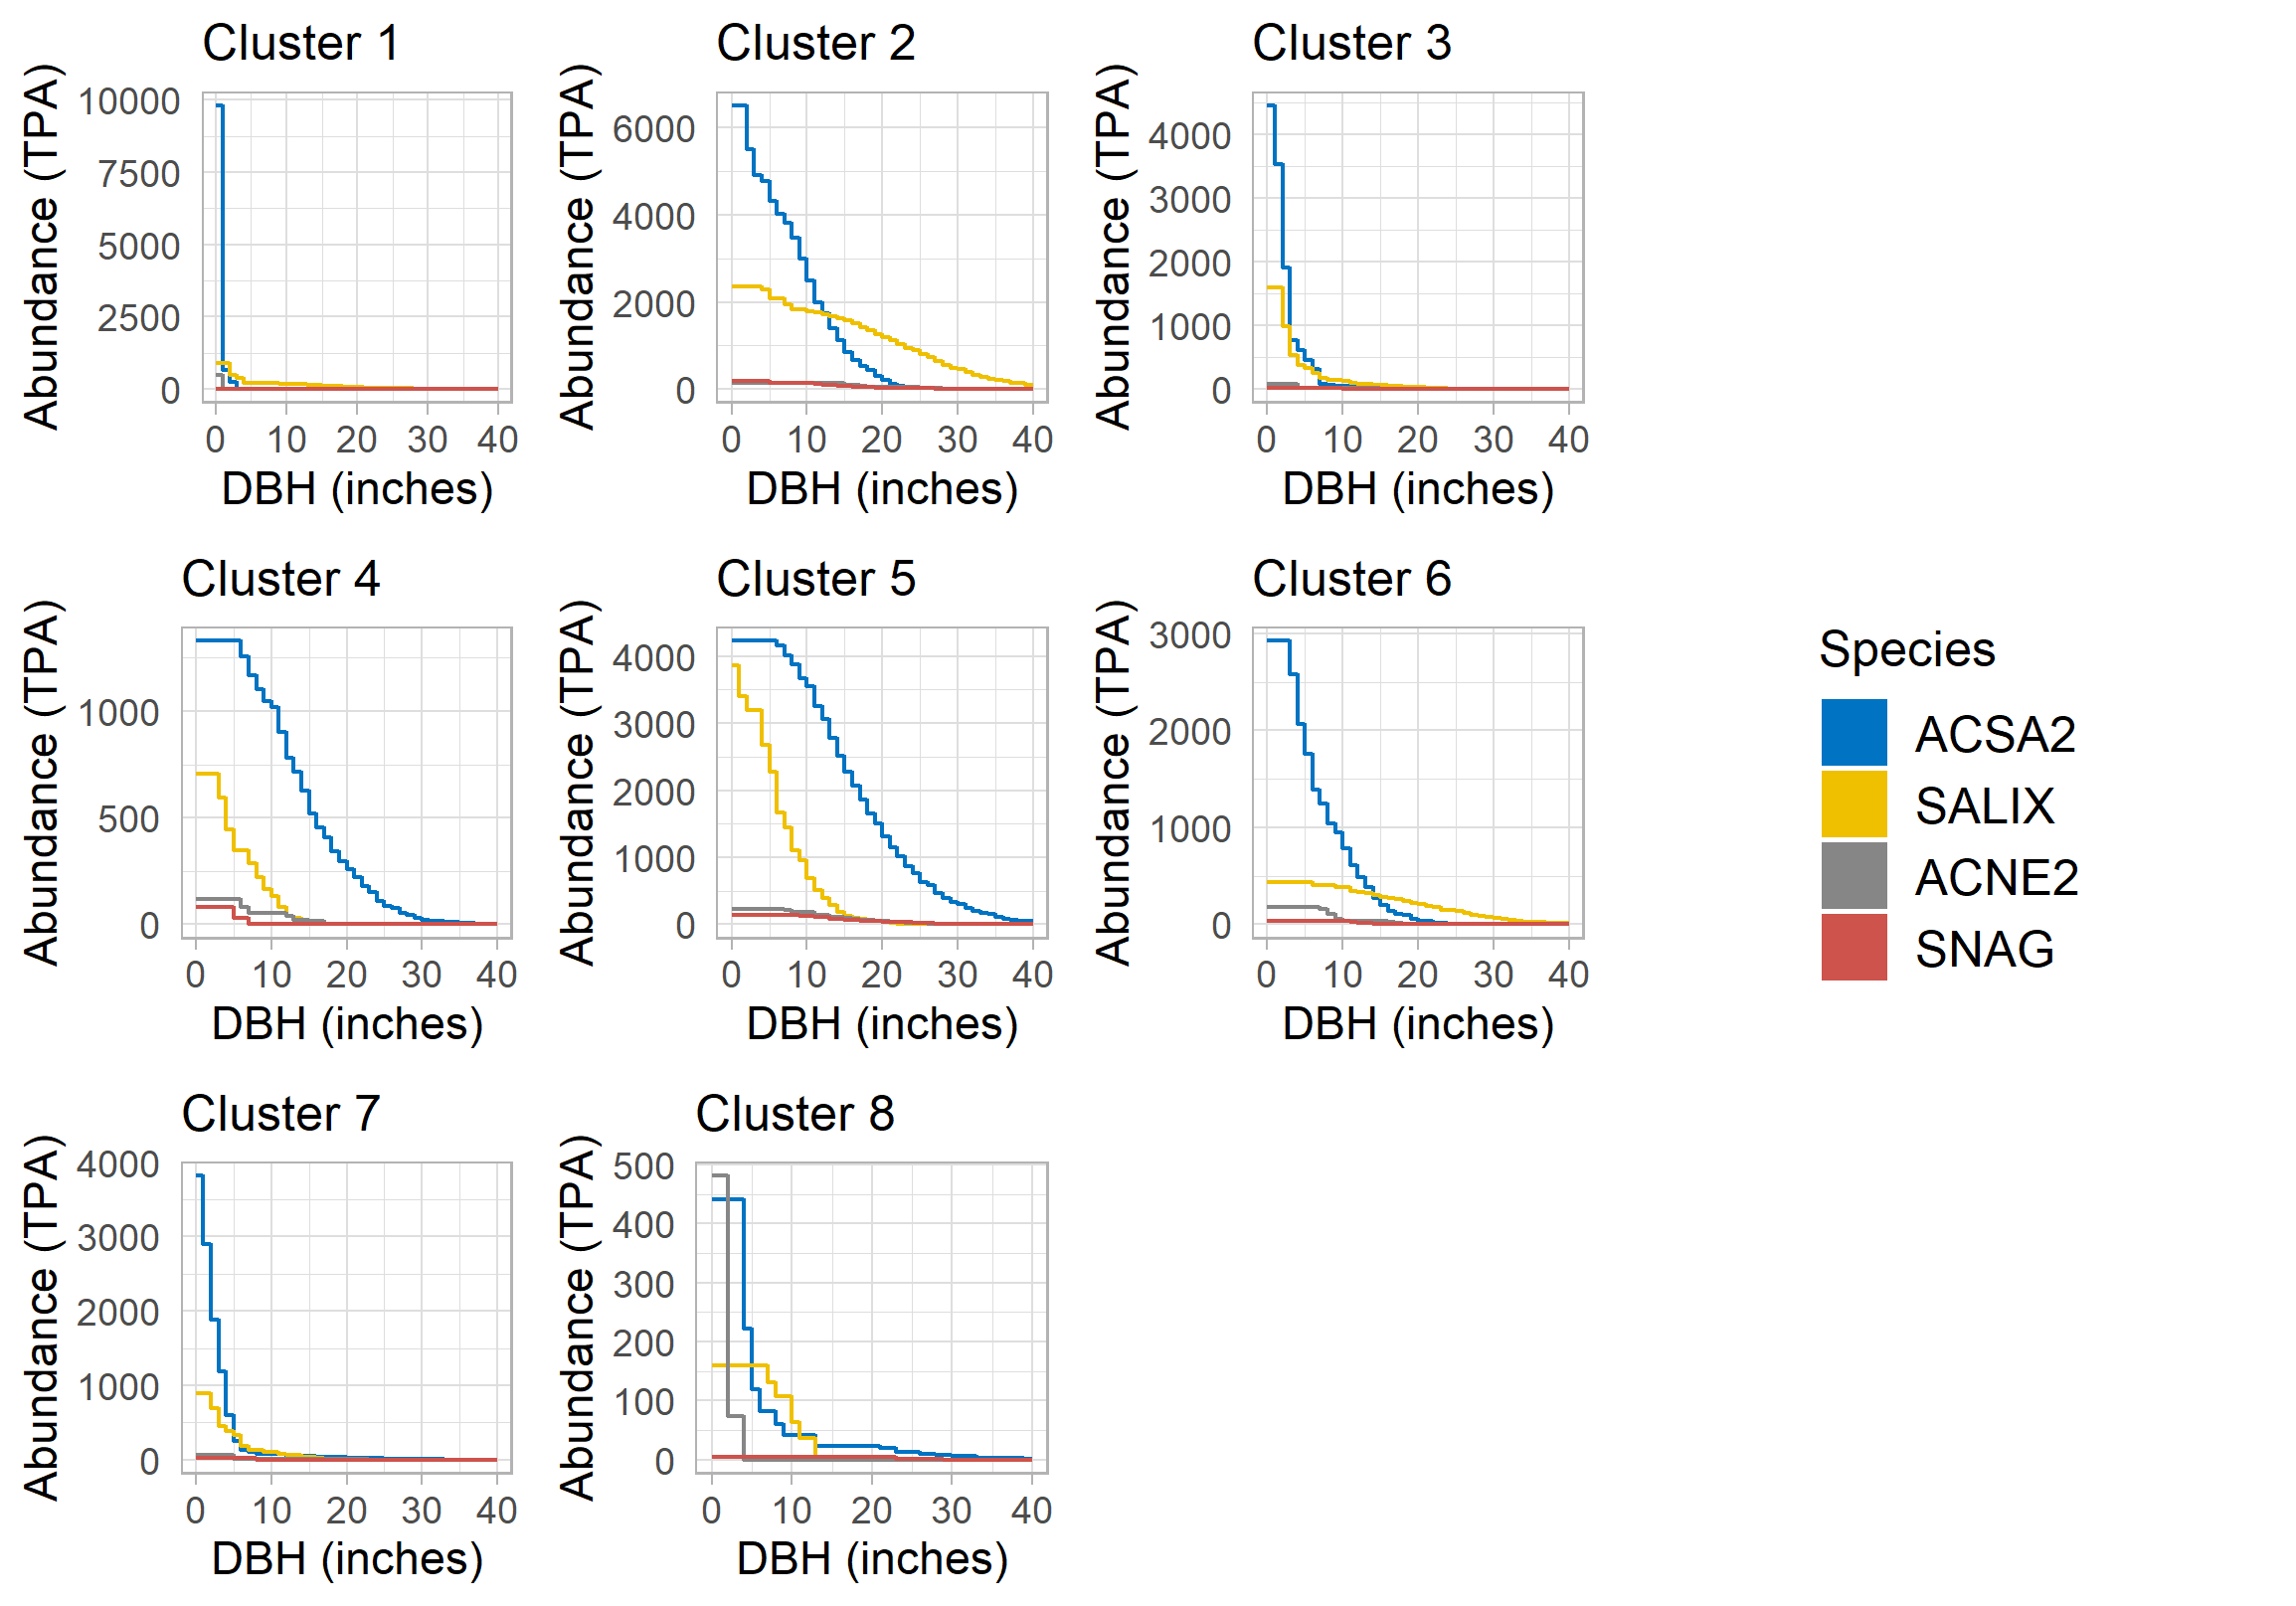 Cluster 1
Abundance (TPA)
10000
7500
5000
2500
0
0 10 20 30 40
DBH (inches)
Cluster 2
Abundance (TPA)
6000
4000
2000
0
0 10 20 30 40
DBH (inches)
Cluster 3
Abundance (TPA)
4000
3000
2000
1000
0
0 10 20 30 40
DBH (inches)
Cluster 4
Abundance (TPA)
1000
500
0
0 10 20 30 40
DBH (inches)
Cluster 5
Abundance (TPA)
4000
3000
2000
1000
0
0 10 20 30 40
DBH (inches)
Cluster 6
Abundance (TPA)
3000
2000
1000
0
0 10 20 30 40
DBH (inches)
Species
ACSA2
SALIX
ACNE2
SNAG
Cluster 7
Abundance (TPA)
4000
3000
2000
1000
0
0 10 20 30 40
DBH (inches)
Cluster 8
Abundance (TPA)
500
400
300
200
100
0
0 10 20 30 40
DBH (inches)